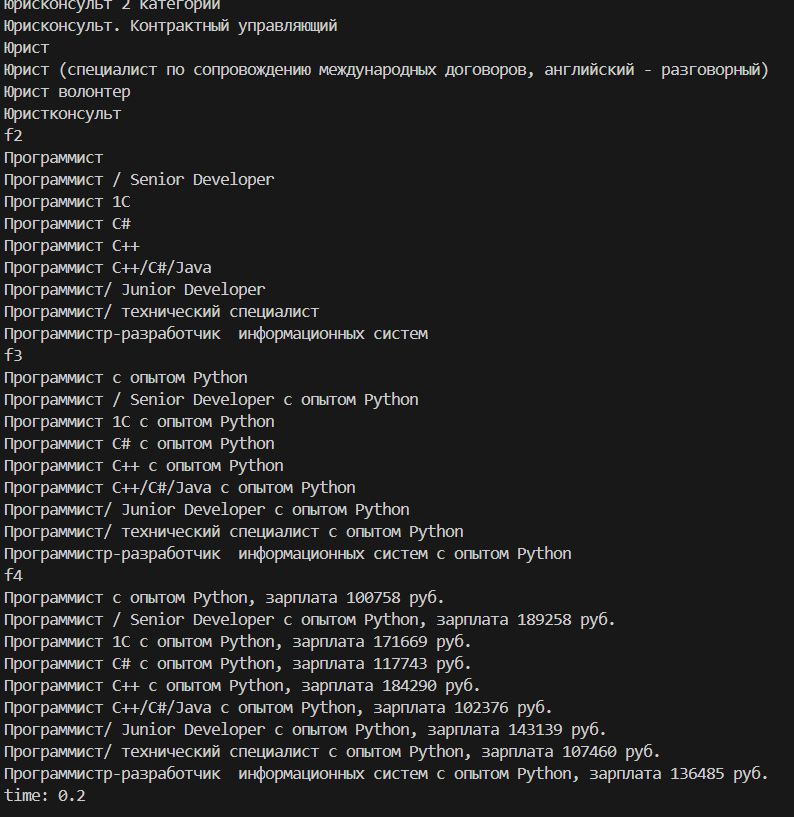 Юрисконсульт 2 категории
Юрисконсульт. Контрактный управляющий
Юрист
Юрист (специалист по сопровождению международных договоров, английский - разговорный)
Юрист волонтер
Юристконсульт
f2
Программист
Программист / Senior Developer
Программист 1C
Программист C#
Программист C++
Программист C++/C#/Java
Программист/ Junior Developer
Программист/ технический специалист
Программистр-разработчик  информационных систем
f3
Программист с опытом Python
Программист / Senior Developer с опытом Python
Программист 1C с опытом Python
Программист C# с опытом Python
Программист C++ с опытом Python
Программист C++/C#/Java с опытом Python
Программист/ Junior Developer с опытом Python
Программист/ технический специалист с опытом Python
Программистр-разработчик  информационных систем с опытом Python
f4
Программист с опытом Python, зарплата 100758 руб.
Программист / Senior Developer с опытом Python, зарплата 189258 руб.
Программист 1C с опытом Python, зарплата 171669 руб.
Программист C# с опытом Python, зарплата 117743 руб.
Программист C++ с опытом Python, зарплата 184290 руб.
Программист C++/C#/Java с опытом Python, зарплата 102376 руб.
Программист/ Junior Developer с опытом Python, зарплата 143139 руб.
Программист/ технический специалист с опытом Python, зарплата 107460 руб.
Программистр-разработчик  информационных систем с опытом Python, зарплата 136485 руб.
time: 0.2